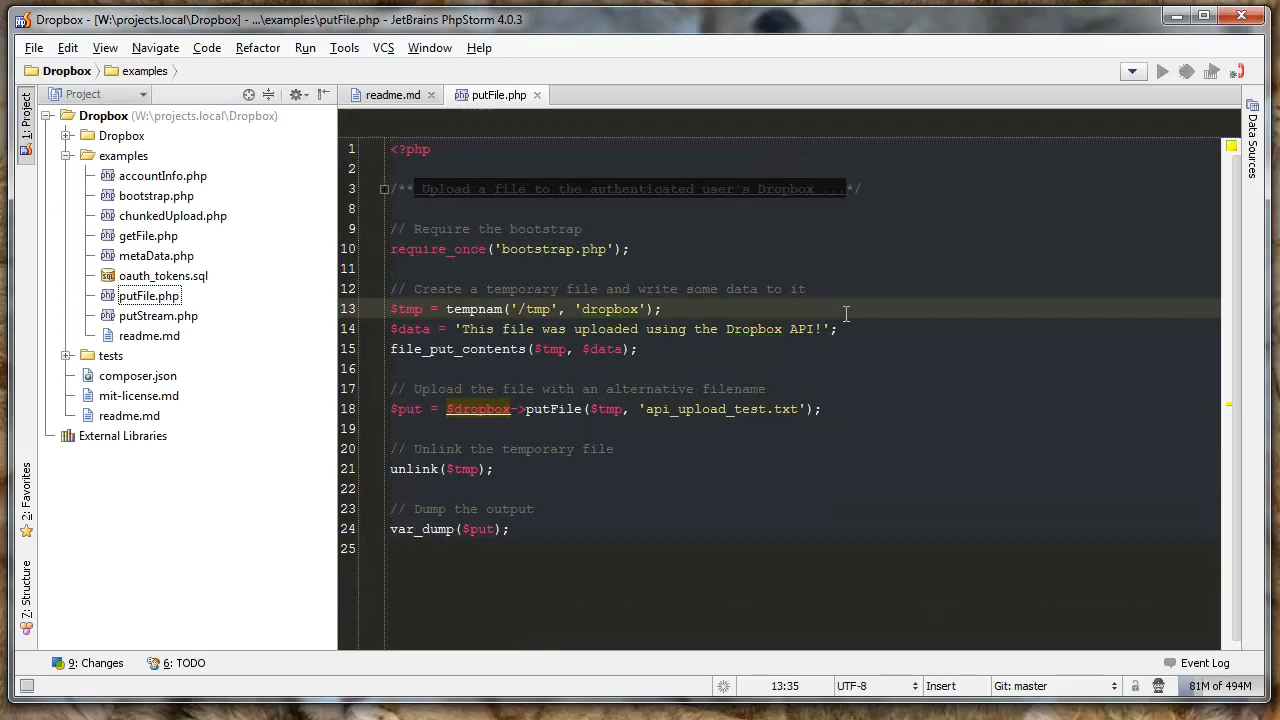 Dropbox - [W:\projects.local\Dropbox] - ...\examples\putFile.php - JetBrains PhpStorm 4.0.3
File Edit View Navigate Code Refactor Run Tools VCS Window Help
Dropbox examples
1: Project
Project
readme.md putFile.php
Data Sources
Dropbox (W:\projects.local\Dropbox)
Dropbox
examples
accountInfo.php
bootstrap.php
chunkedUpload.php
getFile.php
metaData.php
oauth_tokens.sql
putFile.php
putStream.php
readme.md
tests
composer.json
mit-license.md
readme.md
External Libraries
2: Favorites
7: Structure
1 <?php
2
3 /** Upload a file to the authenticated user's Dropbox ...*/
8
9 // Require the bootstrap
10 require_once('bootstrap.php');
11
12 // Create a temporary file and write some data to it
13 $tmp = tempnam('/tmp', 'dropbox');
14 $data = 'This file was uploaded using the Dropbox API!';
15 file_put_contents($tmp, $data);
16
17 // Upload the file with an alternative filename
18 $put = $dropbox->putFile($tmp, 'api_upload_test.txt');
19
20 // Unlink the temporary file
21 unlink($tmp);
22
23 // Dump the output
24 var_dump($put);
25
9: Changes 6: TODO Event Log
13:35 UTF-8 Insert Git: master 81M of 494M